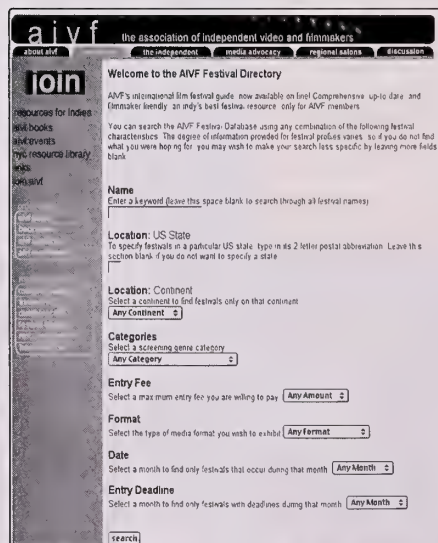 aivf
the association of independent video and filmmakers
about aivf the independent media advocacy regional salons discussion
join
resources for Indies
aivf books
aivf events
nyc resource library
links
join aivf
Welcome to the AIVF Festival Directory
AIVF's international film festival guide now available on line! Comprehensive up-to date and
filmmaker friendly an indy's best festival resource only for AIVF members
You can search the AIVF Festival Database using any combination of the following festival
characteristics The degree of information provided for festival profiles varies so if you do not find
what you were hoping for you may wish to make your search less specific by leaving more fields
blank
Name
Enter a keyword (leave this space blank to search through all festival names)
Location: US State
To specify festivals in a particular US state type in its 2 letter postal abbreviation Leave this
section blank if you do not want to specify a state
Location: Continent
Select a continent to find festivals only on that continent
Any Continent
Categories
Select a screening genre category
Any Category
Entry Fee
Select a maximum entry fee you are willing to pay Any Amount
Format
Select the type of media format you wish to exhibit Any Format
Date
Select a month to find only festivals that occur during that month Any Month
Entry Deadline
Select a month to find only festivals with deadlines during that month Any Month
search